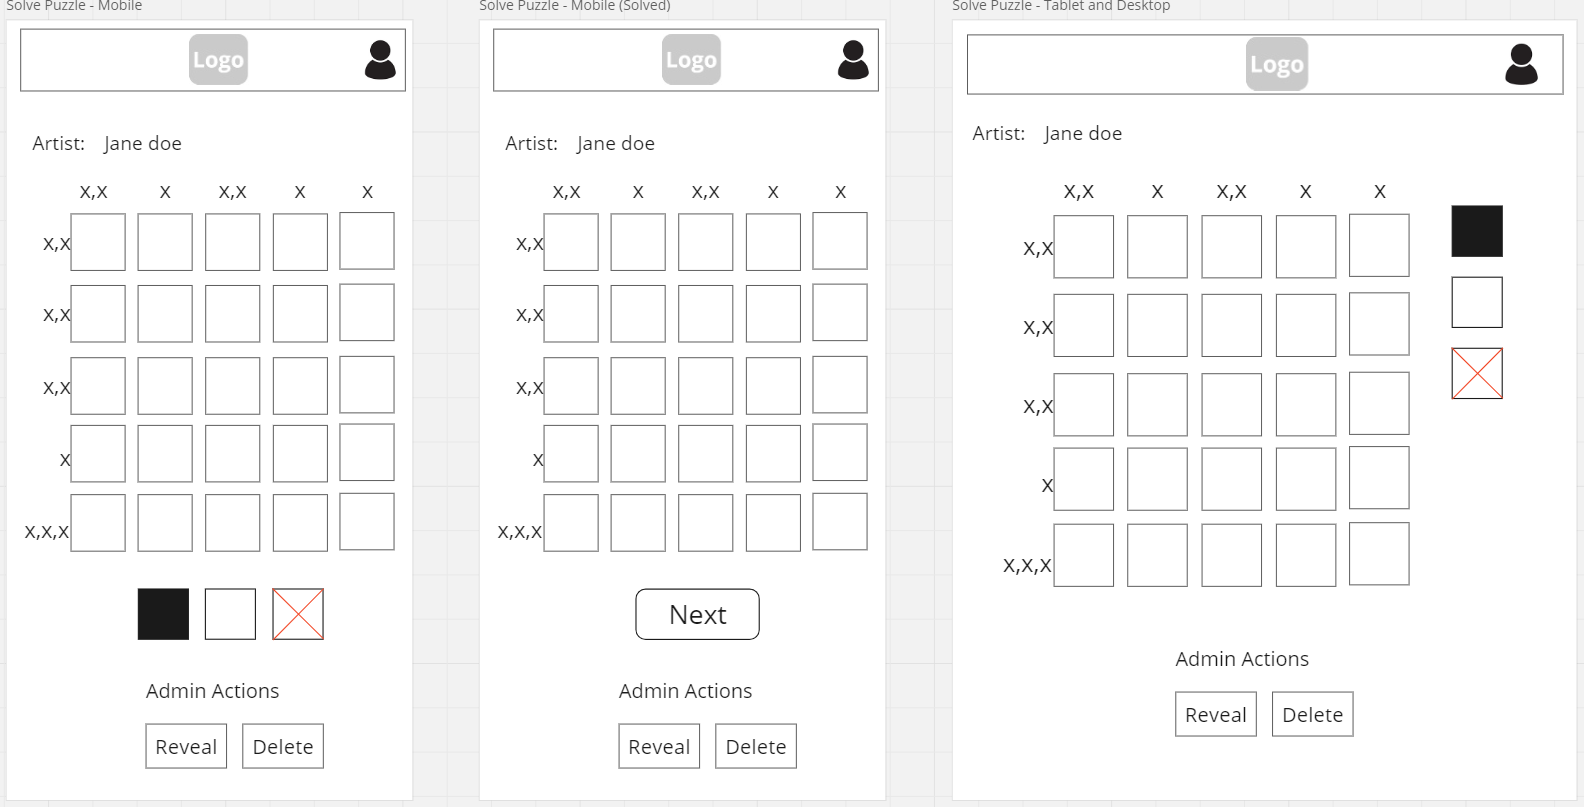 Solve Puzzle - Mobile
Logo
Artist: Jane doe
x,x x x,x x x
x,x
x,x
x,x
x
x,x,x
Admin Actions
Reveal Delete
Solve Puzzle - Mobile (Solved)
Logo
Artist: Jane doe
x,x x x,x x x
x,x
x,x
x,x
x
x,x,x
Next
Admin Actions
Reveal Delete
Solve Puzzle - Tablet and Desktop
Logo
Artist: Jane doe
x,x x x,x x x
x,x
x,x
x,x
x
x,x,x
Admin Actions
Reveal Delete